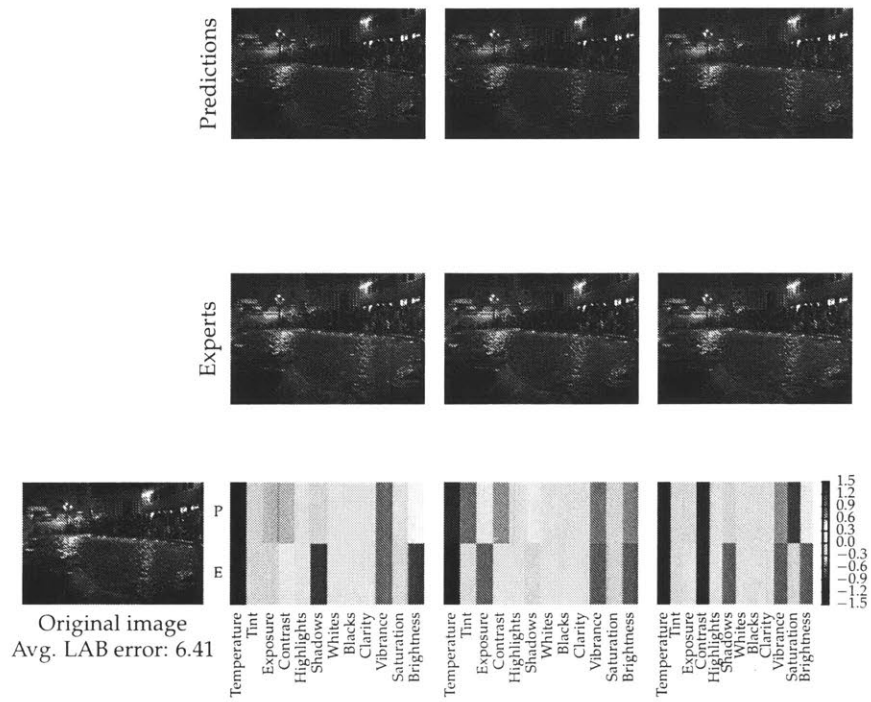 Predictions
Experts
P
E
1.5
1.2
0.9
0.6
0.3
0.0
−0.3
−0.6
−0.9
−1.2
−1.5
Original image
Avg. LAB error: 6.41
Temperature
Tint
Exposure
Contrast
Highlights
Shadows
Whites
Blacks
Clarity
Vibrance
Saturation
Brightness
Temperature
Tint
Exposure
Contrast
Highlights
Shadows
Whites
Blacks
Clarity
Vibrance
Saturation
Brightness
Temperature
Tint
Exposure
Contrast
Highlights
Shadows
Whites
Blacks
Clarity
Vibrance
Saturation
Brightness